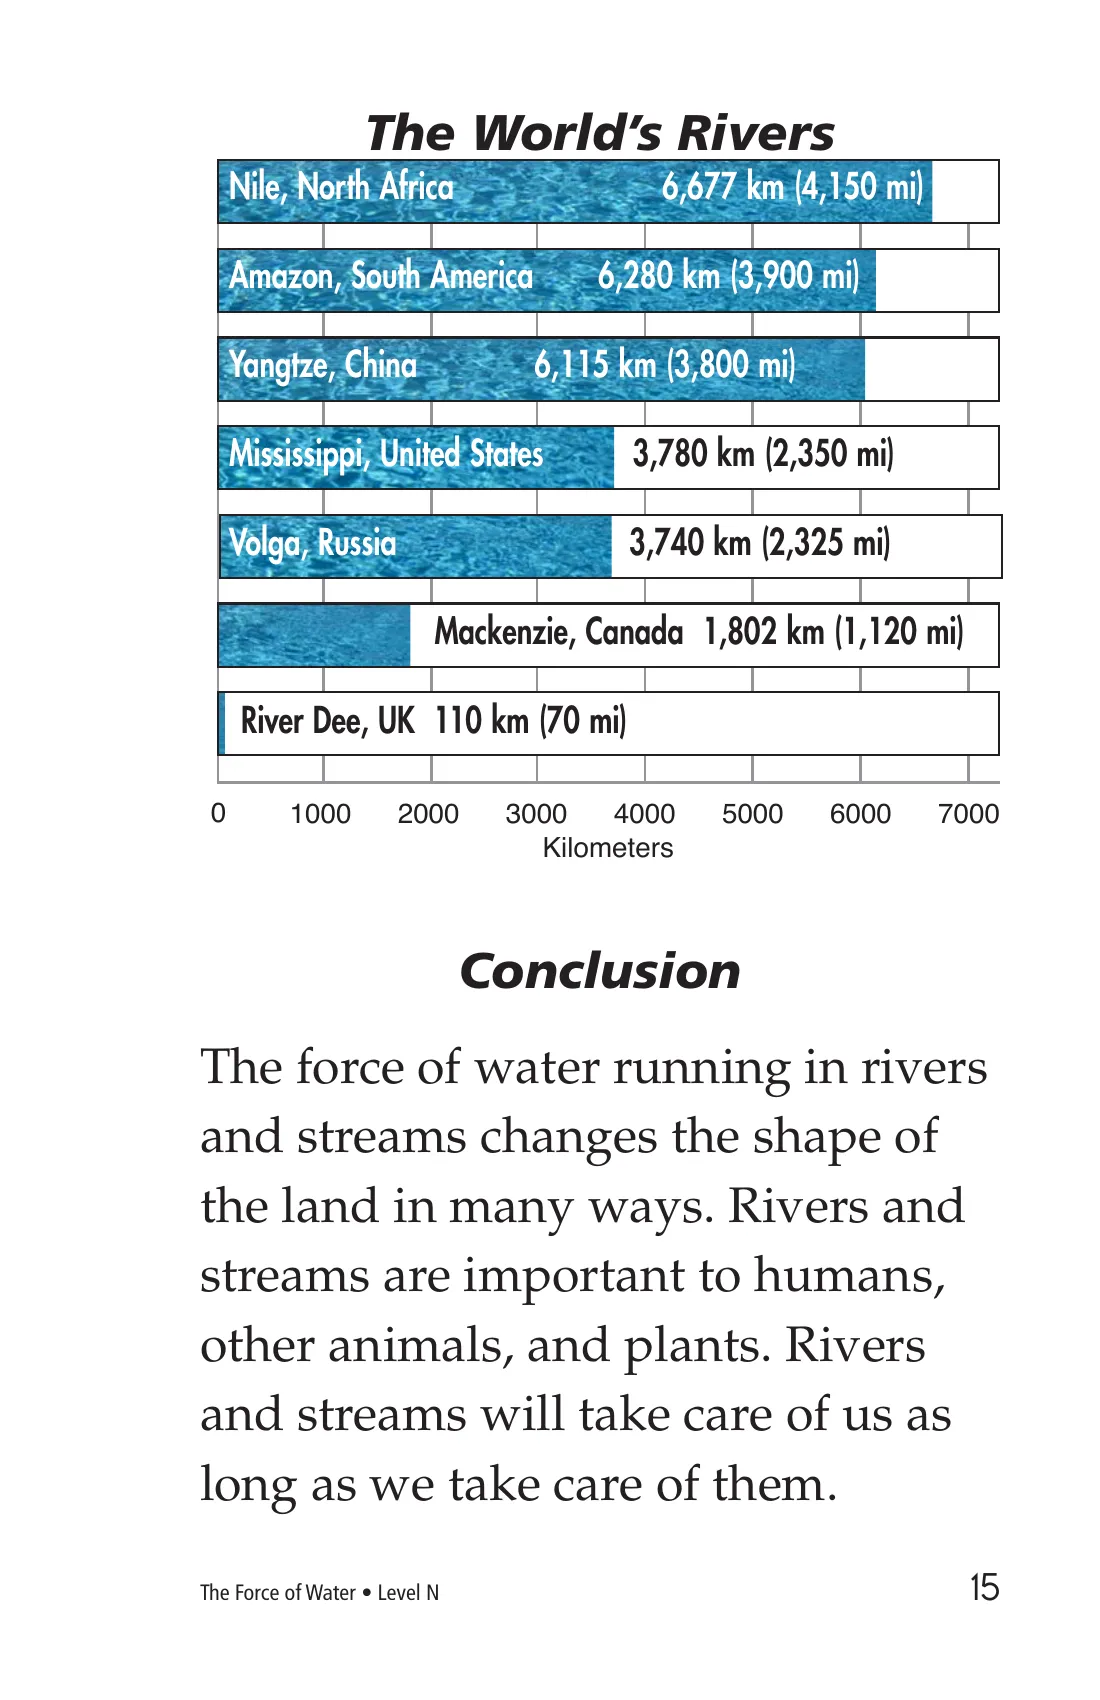 The World’s Rivers
Nile, North Africa 6,677 km (4,150 mi)
Amazon, South America 6,280 km (3,900 mi)
Yangtze, China 6,115 km (3,800 mi)
Mississippi, United States 3,780 km (2,350 mi)
Volga, Russia 3,740 km (2,325 mi)
Mackenzie, Canada 1,802 km (1,120 mi)
River Dee, UK 110 km (70 mi)
0 1000 2000 3000 4000 5000 6000 7000
Kilometers
Conclusion
The force of water running in rivers
and streams changes the shape of
the land in many ways. Rivers and
streams are important to humans,
other animals, and plants. Rivers
and streams will take care of us as
long as we take care of them.
The Force of Water • Level N 15